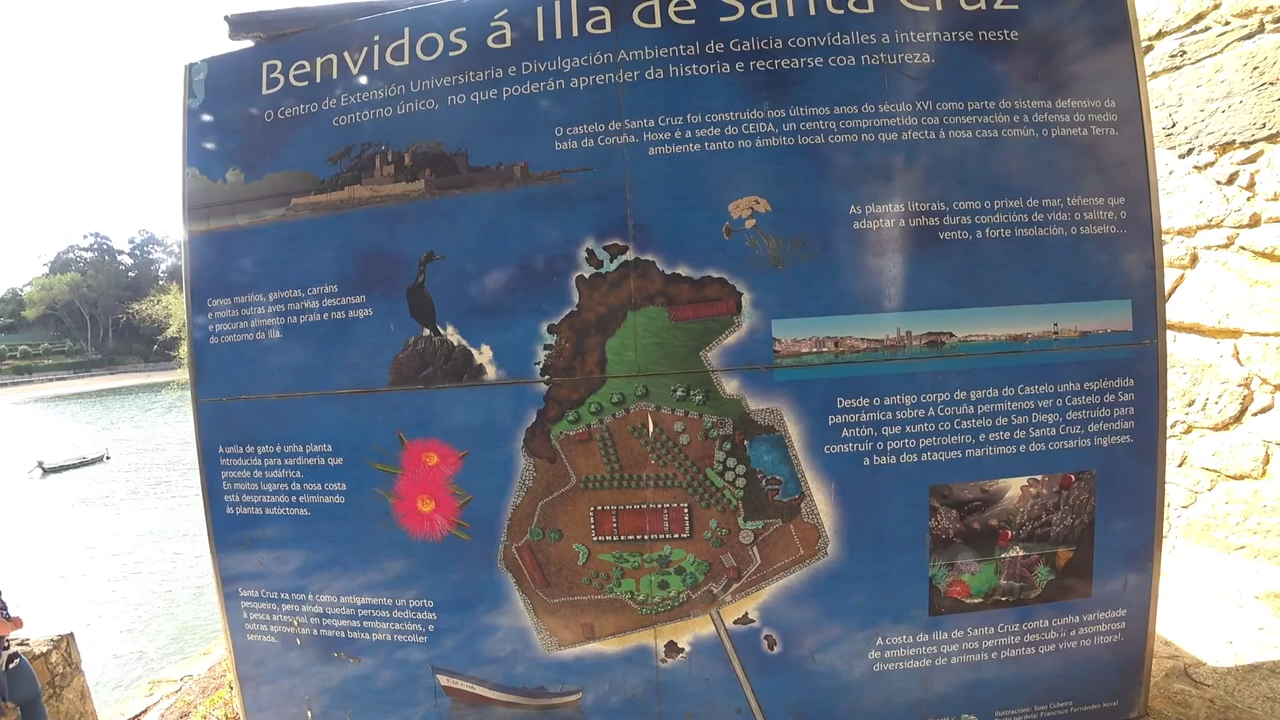 Benvidos á Illa de Santa Cruz
O Centro de Extensión Universitaria e Divulgación Ambiental de Galicia convídalles a internarse neste
contorno único, no que poderán aprender da historia e recrearse coa natureza.
O castelo de Santa Cruz foi construído nos últimos anos do século XVI como parte do sistema defensivo da
baía da Coruña. Hoxe é a sede do CEIDA, un centro comprometido coa conservación e a defensa do medio
ambiente tanto no ámbito local como no que afecta á nosa casa común, o planeta Terra.
As plantas litorais, como o prixel de mar, téñense que
adaptar a unhas duras condicións de vida: o salitre, o
vento, a forte insolación, o salseiro...
Corvos mariños, gaivotas, carráns
e moitas outras aves mariñas descansan
e procuran alimento na praia e nas augas
do contorno da illa.
Desde o antigo corpo de garda do Castelo unha espléndida
panorámica sobre A Coruña permítenos ver o Castelo de San
Antón, que xunto co Castelo de San Diego, destruído para
construir o porto petroleiro, e este de Santa Cruz, defendían
a baía dos ataques marítimos e dos corsarios ingleses.
A unlla de gato é unha planta
introducida para xardinería que
procede de sudáfrica.
En moitos lugares da nosa costa
está desprazando e eliminando
ás plantas autóctonas.
Santa Cruz xa non é como antigamente un porto
pesqueiro, pero aínda quedan persoas dedicadas
á pesca artesanal en pequenas embarcacións, e
outras aproveitan a marea baixa para recoller
senrada.
A costa da illa de Santa Cruz conta cunha variedade
de ambientes que nos permite descubrir a asombrosa
diversidade de animais e plantas que vive no litoral.
Ilustracións: Suso Cubeiro
Francisco Fernández Naval